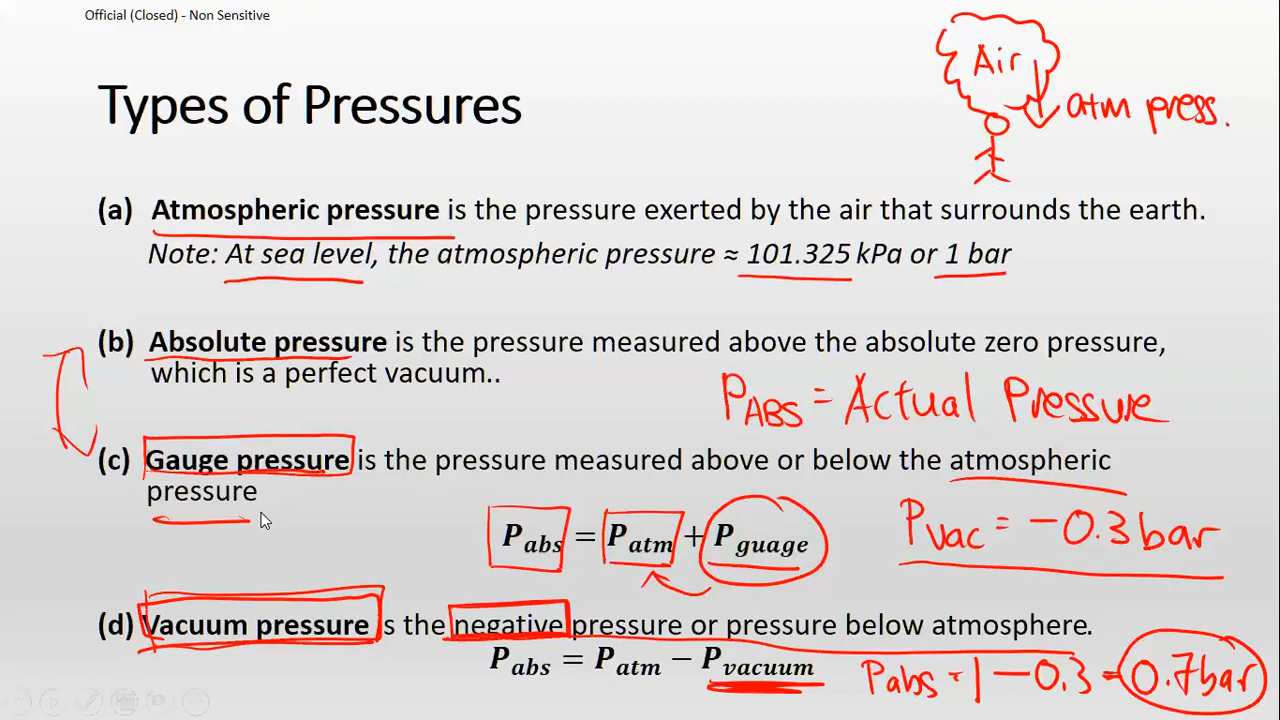 Official (Closed) - Non Sensitive
Air
Types of Pressures
atm press.
(a) Atmospheric pressure is the pressure exerted by the air that surrounds the earth.
Note: At sea level, the atmospheric pressure ≈ 101.325 kPa or 1 bar
(b) Absolute pressure is the pressure measured above the absolute zero pressure,
which is a perfect vacuum..
PABS = Actual Pressure
(c) Gauge pressure is the pressure measured above or below the atmospheric
pressure
Pabs = Patm + Pguage
Pvac = -0.3 bar
(d) Vacuum pressure is the negative pressure or pressure below atmosphere.
Pabs = Patm − Pvacuum
Pabs = 1 - 0.3 = 0.7bar